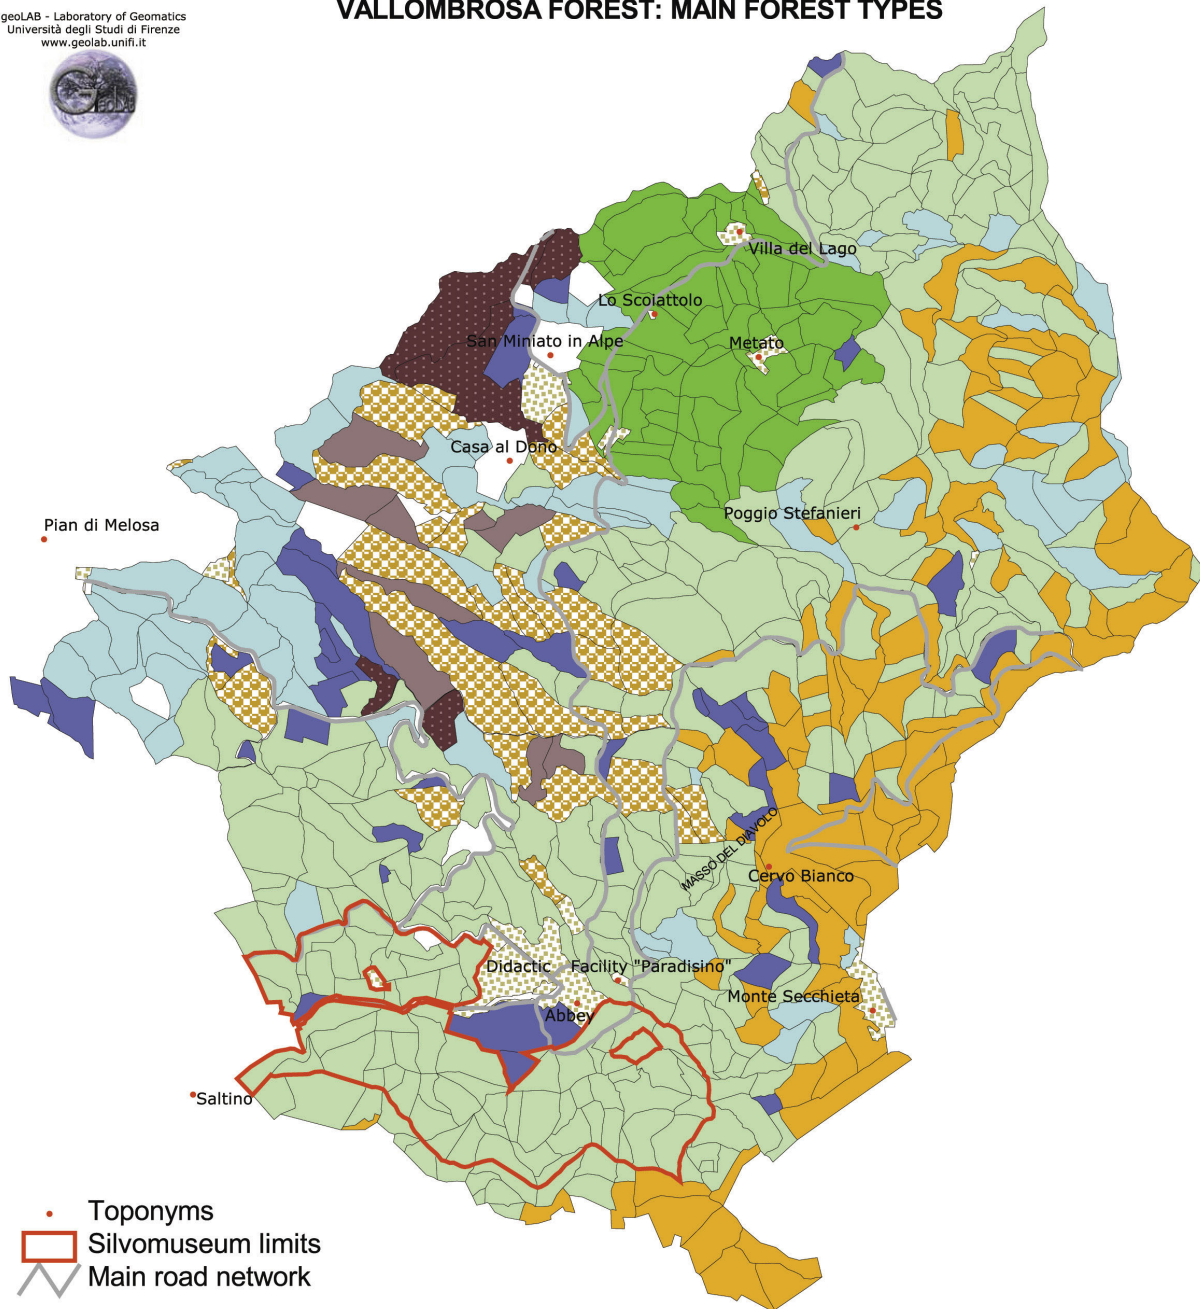 geoLAB - Laboratory of Geomatics
Università degli Studi di Firenze
www.geolab.unifi.it
VALLOMBROSA FOREST: MAIN FOREST TYPES
Villa del Lago
Lo Scoiattolo
San Miniato in Alpe
Metato
Casa al Dono
Poggio Stefanieri
Pian di Melosa
MASSO DEL DIAVOLO
Cervo Bianco
Didactic Facility "Paradisino"
Monte Secchieta
Abbey
Saltino
Toponyms
Silvomuseum limits
Main road network